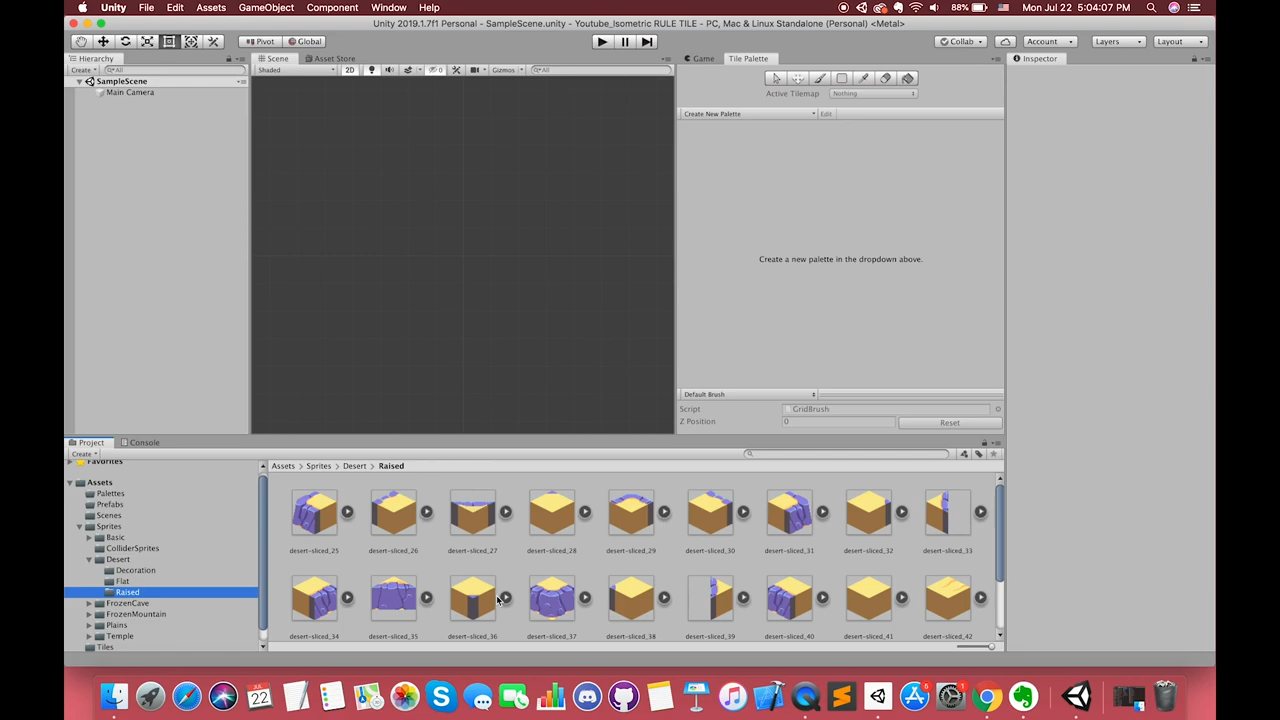 Unity File Edit Assets GameObject Component Window Help 88% Mon Jul 22 5:04:07 PM
Unity 2019.1.7f1 Personal - SampleScene.unity - Youtube_Isometric RULE TILE - PC, Mac & Linux Standalone (Personal) <Metal>
Pivot Global Collab Account Layers Layout
Hierarchy Scene Asset Store Game Tile Palette Inspector
Create All Shaded 2D 0 Gizmos All
SampleScene
Main Camera
Active Tilemap Nothing
Create New Palette Edit
Create a new palette in the dropdown above.
Default Brush
Script GridBrush
Z Position 0 Reset
Project Console
Create
Favorites
Assets
Palettes
Prefabs
Scenes
Sprites
Basic
ColliderSprites
Desert
Decoration
Flat
Raised
FrozenCave
FrozenMountain
Plains
Temple
Tiles
Assets Sprites Desert Raised
desert-sliced_25 desert-sliced_26 desert-sliced_27 desert-sliced_28 desert-sliced_29 desert-sliced_30 desert-sliced_31 desert-sliced_32 desert-sliced_33
desert-sliced_34 desert-sliced_35 desert-sliced_36 desert-sliced_37 desert-sliced_38 desert-sliced_39 desert-sliced_40 desert-sliced_41 desert-sliced_42
JUL
22